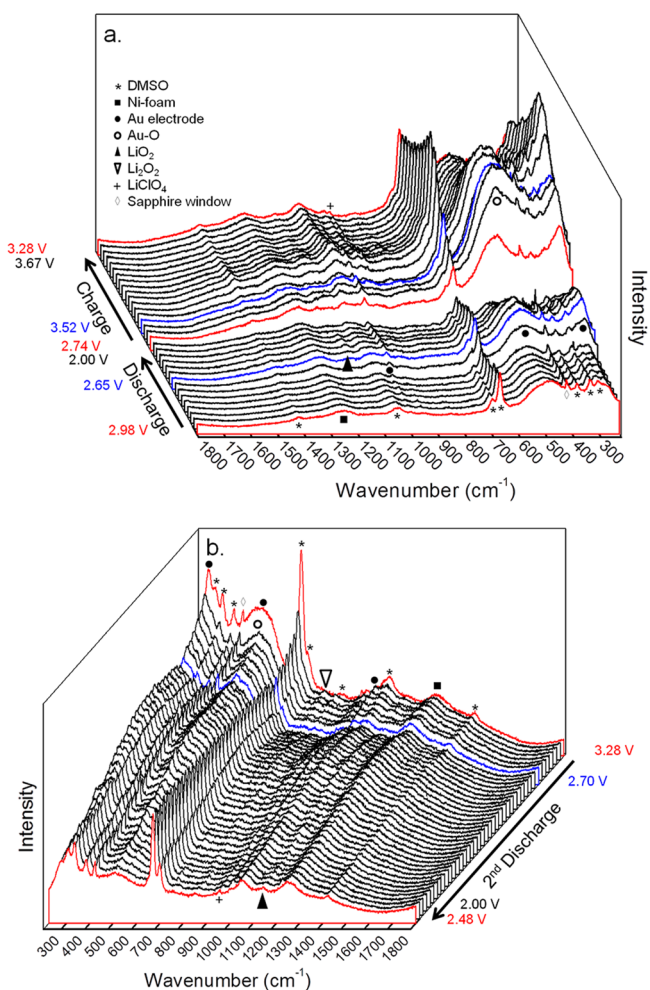 a.
* DMSO
■ Ni-foam
● Au electrode
○ Au-O
▲ LiO₂
▽ Li₂O₂
+ LiClO₄
◊ Sapphire window
3.28 V
3.67 V
Charge
3.52 V
2.74 V
2.00 V
2.65 V
Discharge
2.98 V
Intensity
1800 1700 1600 1500 1400 1300 1200 1100 1000 900 800 700 600 500 400 300
Wavenumber (cm⁻¹)
b.
3.28 V
2.70 V
2ⁿᵈ Discharge
2.00 V
2.48 V
Intensity
300 400 500 600 700 800 900 1000 1100 1200 1300 1400 1500 1600 1700 1800
Wavenumber (cm⁻¹)